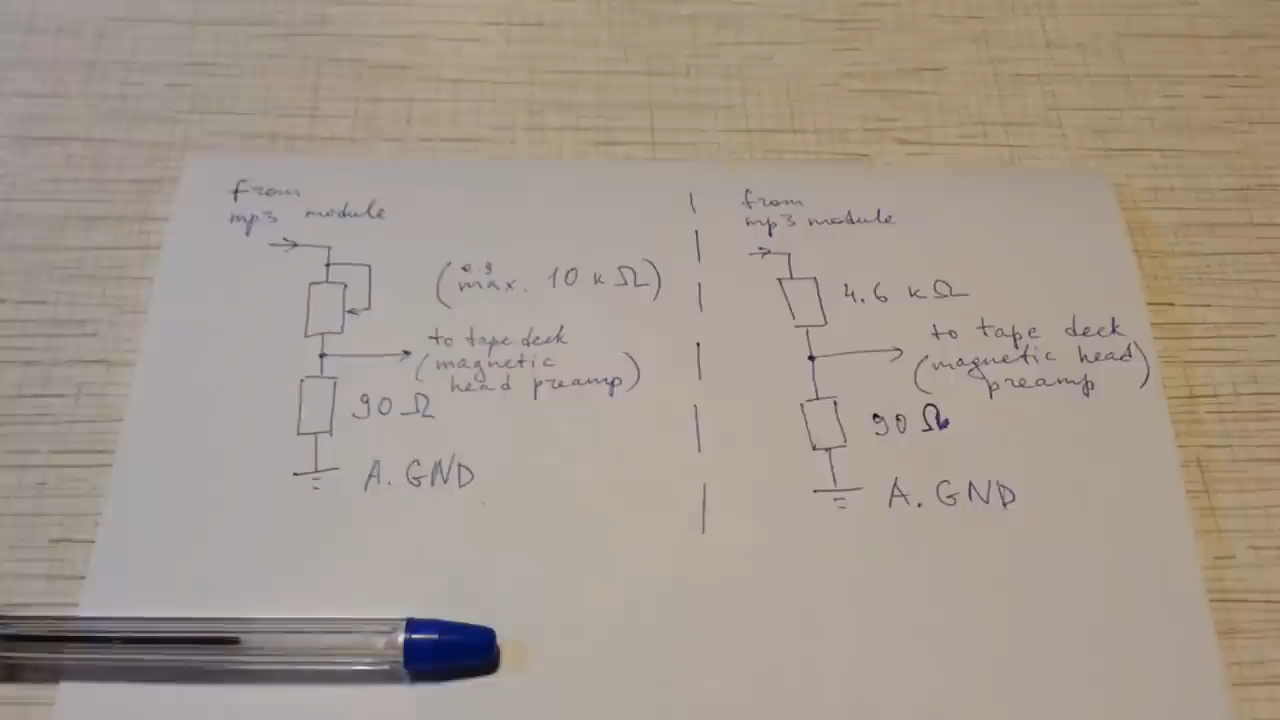 from
mp3 module
(e.g
max. 10 kΩ)
to tape deck
(magnetic
head preamp)
90 Ω
A. GND
from
mp3 module
4.6 kΩ
to tape deck
(magnetic head
preamp)
90 Ω
A. GND